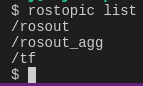 $ rostopic list
/rosout
/rosout_agg
/tf
$